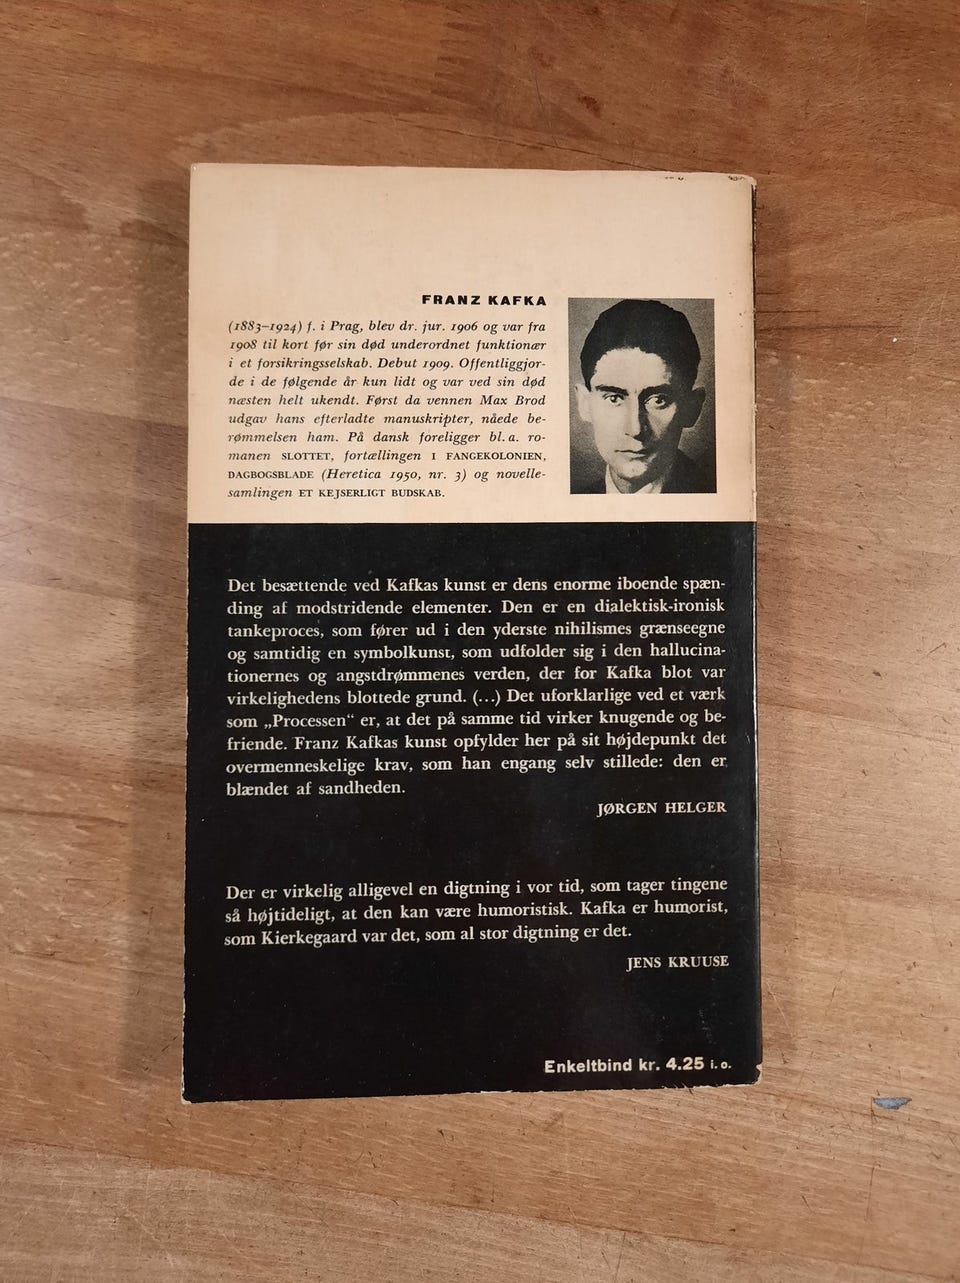 FRANZ KAFKA
(1883–1924) f. i Prag, blev dr. jur. 1906 og var fra
1908 til kort før sin død underordnet funktionær
i et forsikringsselskab. Debut 1909. Offentliggjor-
de i de følgende år kun lidt og var ved sin død
næsten helt ukendt. Først da vennen Max Brod
udgav hans efterladte manuskripter, nåede be-
rømmelsen ham. På dansk foreligger bl. a. ro-
manen SLOTTET, fortællingen I FANGEKOLONIEN,
DAGBOGSBLADE (Heretica 1950, nr. 3) og novelle-
samlingen ET KEJSERLIGT BUDSKAB.
Det besættende ved Kafkas kunst er dens enorme iboende spæn-
ding af modstridende elementer. Den er en dialektisk-ironisk
tankeproces, som fører ud i den yderste nihilismes grænseegne
og samtidig en symbolkunst, som udfolder sig i den hallucina-
tionernes og angstdrømmenes verden, der for Kafka blot var
virkelighedens blottede grund. (...) Det uforklarlige ved et værk
som „Processen“ er, at det på samme tid virker knugende og be-
friende. Franz Kafkas kunst opfylder her på sit højdepunkt det
overmenneskelige krav, som han engang selv stillede: den er
blændet af sandheden.
JØRGEN HELGER
Der er virkelig alligevel en digtning i vor tid, som tager tingene
så højtideligt, at den kan være humoristisk. Kafka er humorist,
som Kierkegaard var det, som al stor digtning er det.
JENS KRUUSE
Enkeltbind kr. 4.25 i. o.